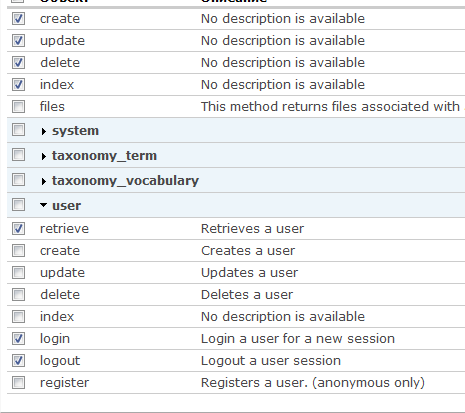 Объект Описание
create No description is available
update No description is available
delete No description is available
index No description is available
files This method returns files associated with
system
taxonomy_term
taxonomy_vocabulary
user
retrieve Retrieves a user
create Creates a user
update Updates a user
delete Deletes a user
index No description is available
login Login a user for a new session
logout Logout a user session
register Registers a user. (anonymous only)